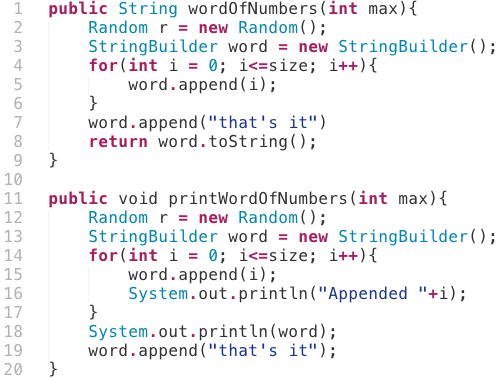 1 public String wordOfNumbers(int max){
2     Random r = new Random();
3     StringBuilder word = new StringBuilder();
4     for(int i = 0; i<=size; i++){
5         word.append(i);
6     }
7     word.append("that's it")
8     return word.toString();
9 }
10
11 public void printWordOfNumbers(int max){
12     Random r = new Random();
13     StringBuilder word = new StringBuilder();
14     for(int i = 0; i<=size; i++){
15         word.append(i);
16         System.out.println("Appended "+i);
17     }
18     System.out.println(word);
19     word.append("that's it");
20 }